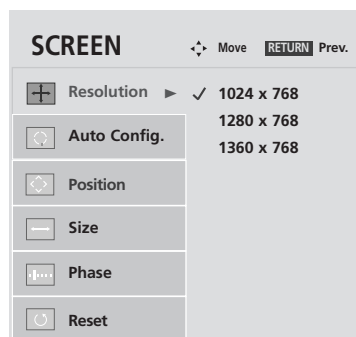 SCREEN Move RETURN Prev.
Resolution ► ✓ 1024 x 768
1280 x 768
Auto Config.
1360 x 768
Position
Size
Phase
Reset